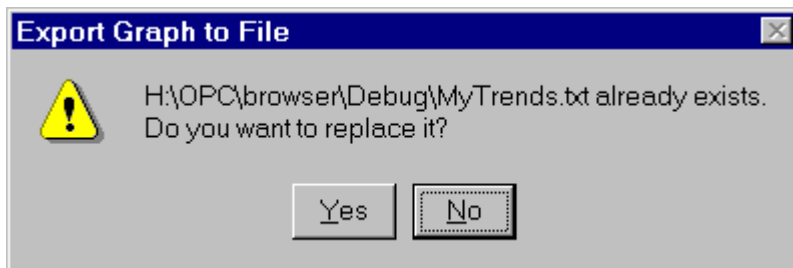 Export Graph to File
H:\OPC\browser\Debug\MyTrends.txt already exists.
Do you want to replace it?
Yes
No